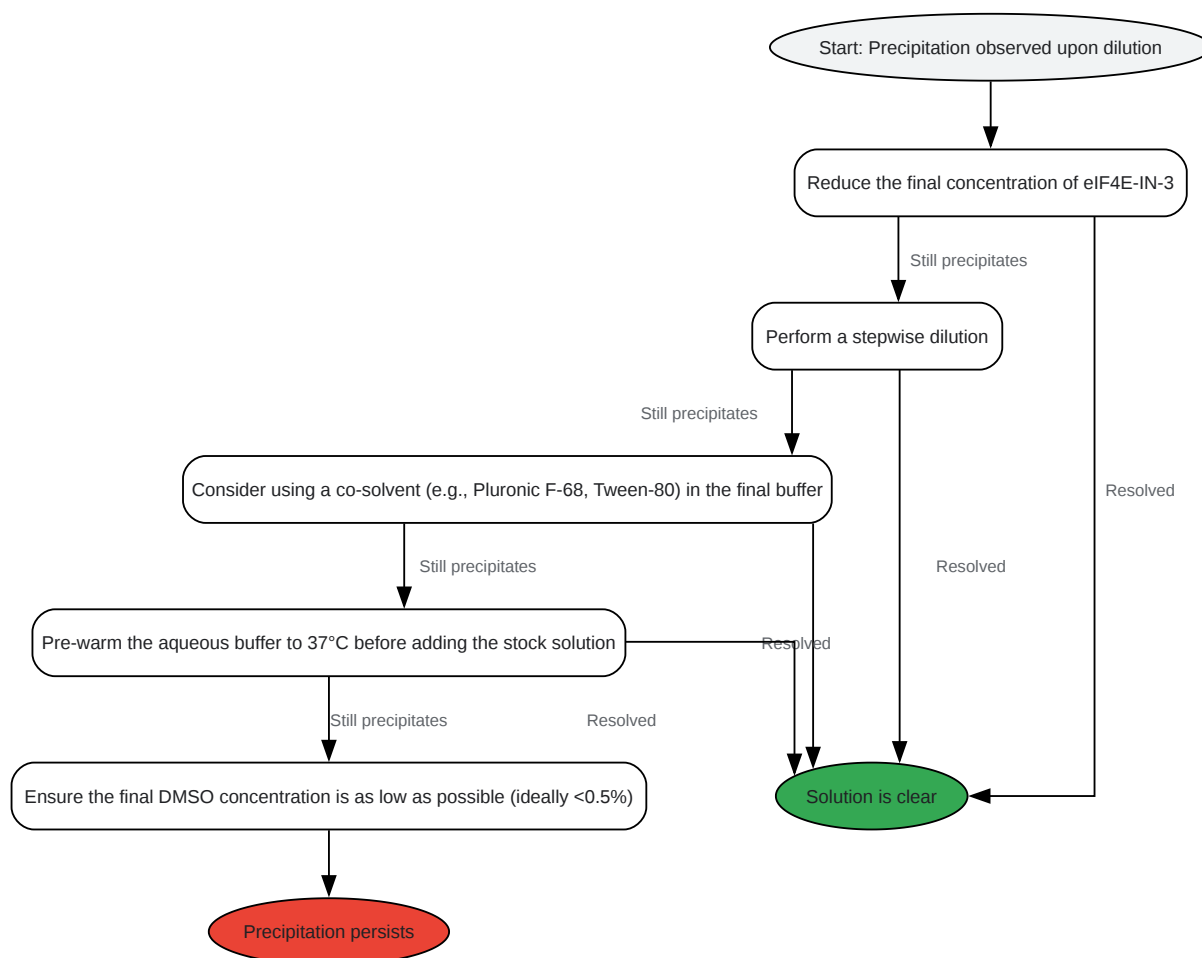 Start: Precipitation observed upon dilution
Reduce the final concentration of eIF4E-IN-3
Still precipitates
Perform a stepwise dilution
Still precipitates
Consider using a co-solvent (e.g., Pluronic F-68, Tween-80) in the final buffer
Resolved
Still precipitates
Resolved
Pre-warm the aqueous buffer to 37°C before adding the stock solution
Resolved
Still precipitates
Resolved
Ensure the final DMSO concentration is as low as possible (ideally <0.5%)
Solution is clear
Precipitation persists